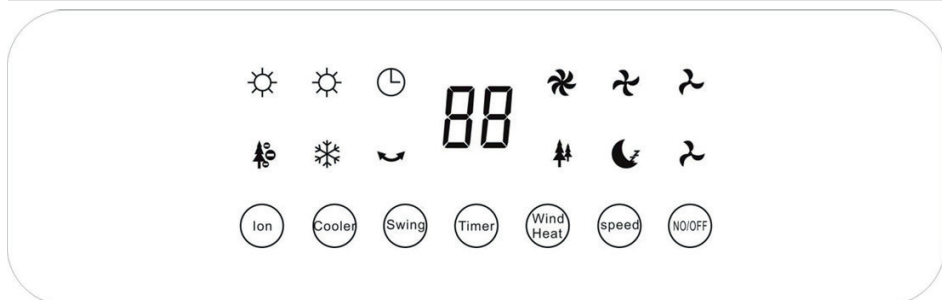 88
Ion
Cooler
Swing
Timer
Wind
Heat
speed
NO/OFF